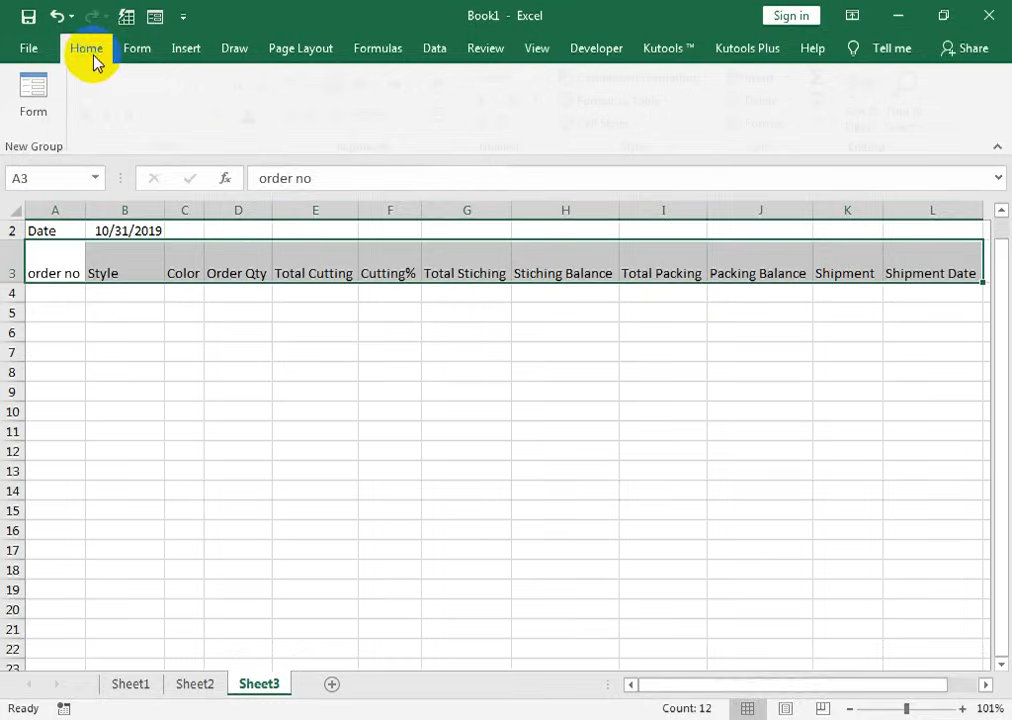 Book1 - Excel
Sign in
File Home Form Insert Draw Page Layout Formulas Data Review View Developer Kutools ™ Kutools Plus Help Tell me Share
Form
Format as Table
New Group
A3 fx order no
A B C D E F G H I J K L
2 Date 10/31/2019
3 order no Style Color Order Qty Total Cutting Cutting% Total Stiching Stiching Balance Total Packing Packing Balance Shipment Shipment Date
4
5
6
7
8
9
10
11
12
13
14
15
16
17
18
19
20
21
22
23
Sheet1 Sheet2 Sheet3
Ready Count: 12 101%